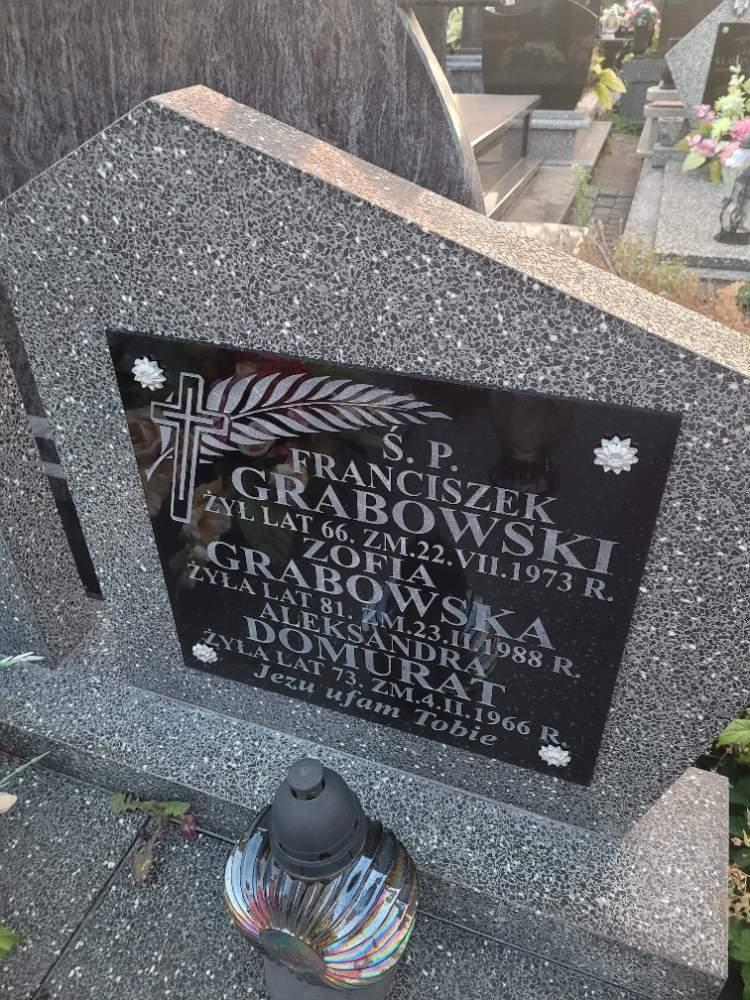 Ś. P.
FRANCISZEK
GRABOWSKI
ŻYŁ LAT 66. ZM.22.VII.1973 R.
ZOFIA
GRABOWSKA
ŻYŁA LAT 81. ZM.23.II.1988 R.
ALEKSANDRA
DOMURAT
ŻYŁA LAT 73. ZM.4.II.1966 R.
Jezu ufam Tobie